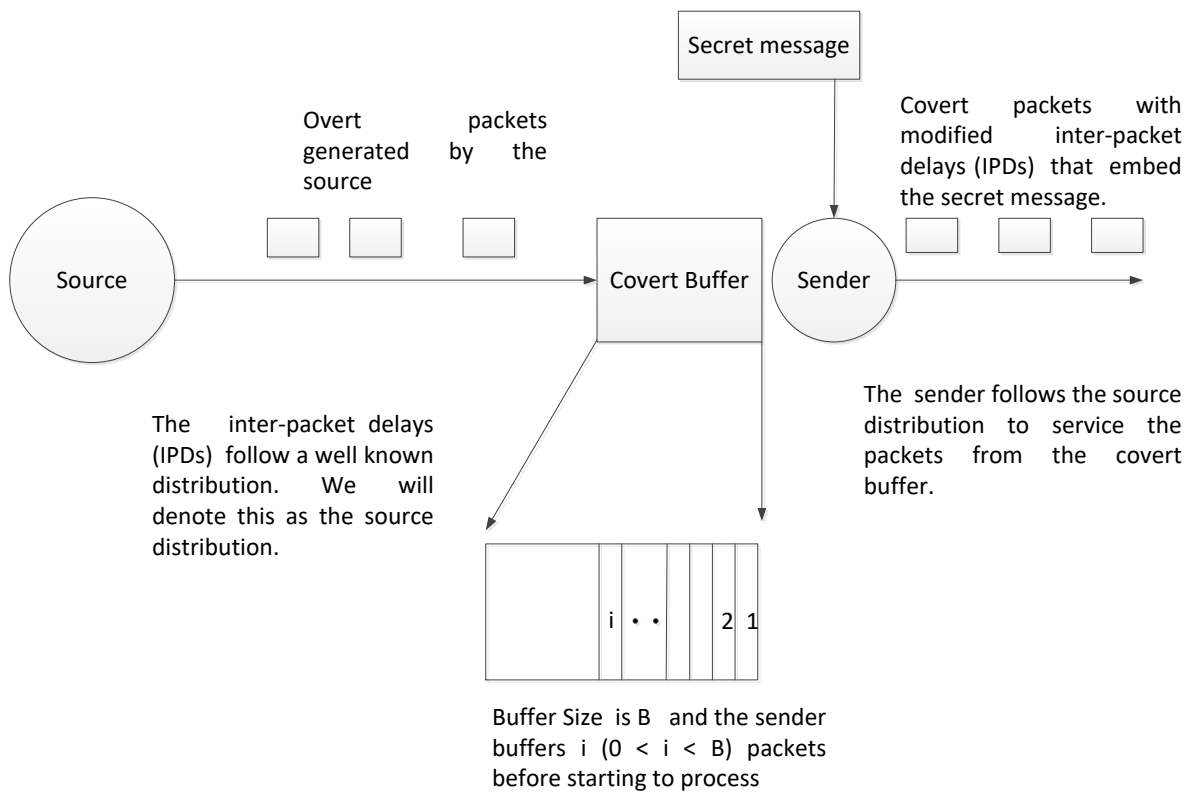 Secret message
Overt packets
generated by the
source
Covert packets with
modified inter-packet
delays (IPDs) that embed
the secret message.
Source
Covert Buffer
Sender
The inter-packet delays
(IPDs) follow a well known
distribution. We will
denote this as the source
distribution.
The sender follows the source
distribution to service the
packets from the covert
buffer.
i • • 2 1
Buffer Size is B and the sender
buffers i (0 < i < B) packets
before starting to process